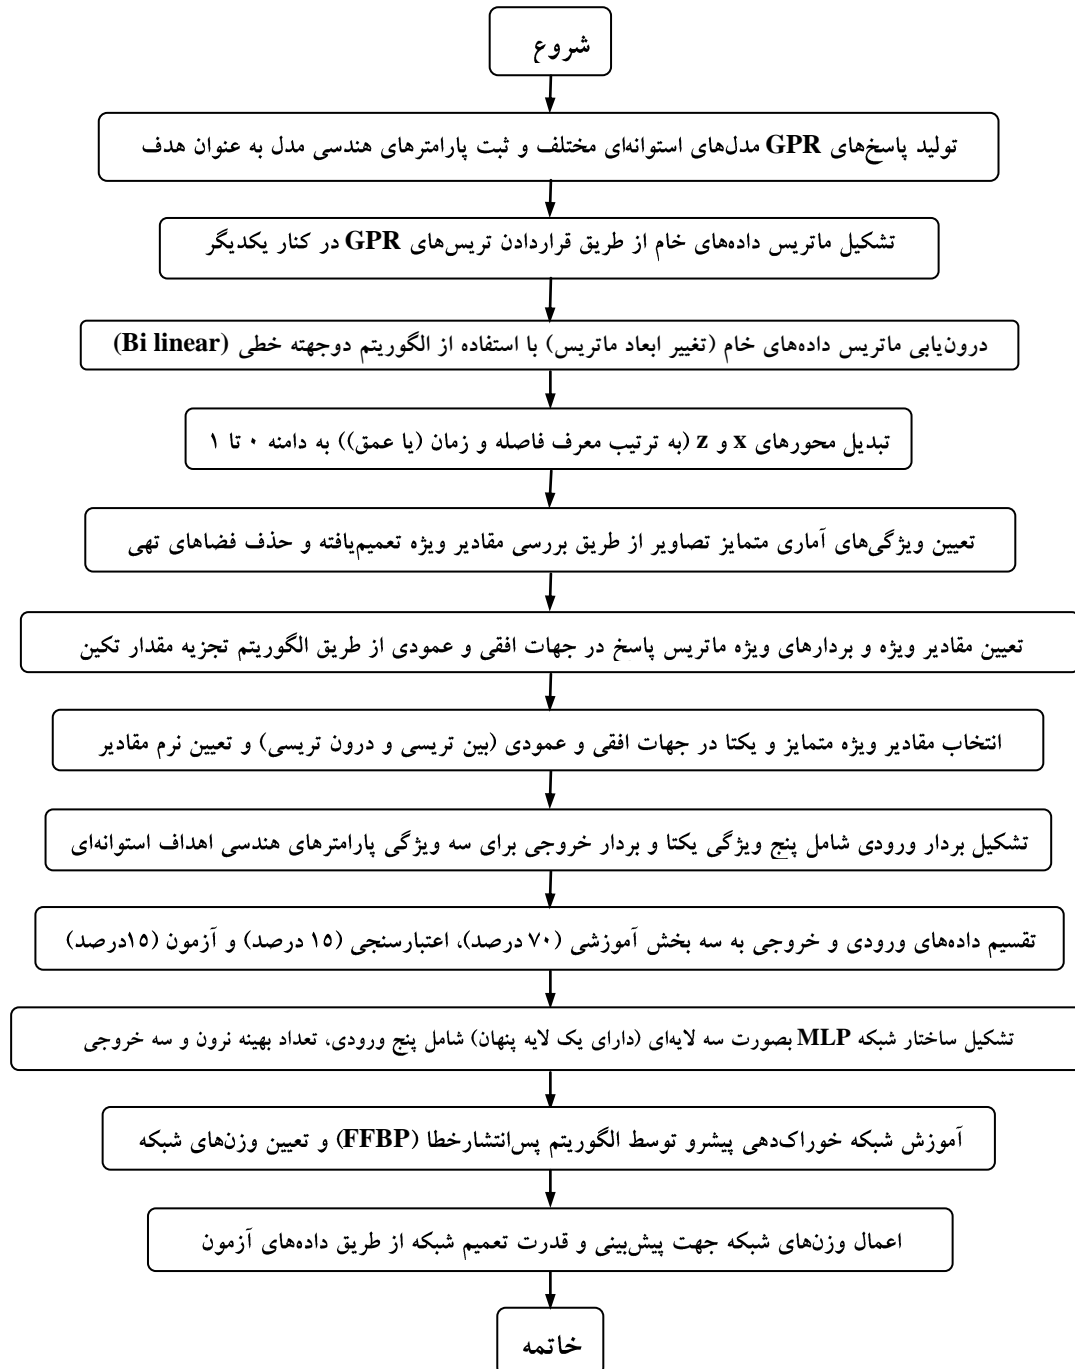 شروع
تولید پاسخ‌های GPR مدل‌های استوانه‌ای مختلف و ثبت پارامترهای هندسی مدل به عنوان هدف
تشکیل ماتریس داده‌های خام از طریق قراردادن تریس‌های GPR در کنار یکدیگر
درون‌یابی ماتریس داده‌های خام (تغییر ابعاد ماتریس) با استفاده از الگوریتم دوجهته خطی (Bi linear)
تبدیل محورهای x و z (به ترتیب معرف فاصله و زمان (یا عمق)) به دامنه ۰ تا ۱
تعیین ویژگی‌های آماری متمایز تصاویر از طریق بررسی مقادیر ویژه تعمیم‌یافته و حذف فضاهای تهی
تعیین مقادیر ویژه و بردارهای ویژه ماتریس پاسخ در جهات افقی و عمودی از طریق الگوریتم تجزیه مقدار تکین
انتخاب مقادیر ویژه متمایز و یکتا در جهات افقی و عمودی (بین تریسی و درون تریسی) و تعیین نرم مقادیر
تشکیل بردار ورودی شامل پنج ویژگی یکتا و بردار خروجی برای سه ویژگی پارامترهای هندسی اهداف استوانه‌ای
تقسیم داده‌های ورودی و خروجی به سه بخش آموزشی (۷۰ درصد)، اعتبارسنجی (۱۵ درصد) و آزمون (۱۵درصد)
تشکیل ساختار شبکه MLP بصورت سه لایه‌ای (دارای یک لایه پنهان) شامل پنج ورودی، تعداد بهینه نرون و سه خروجی
آموزش شبکه خوراک‌دهی پیشرو توسط الگوریتم پس‌انتشارخطا (FFBP) و تعیین وزن‌های شبکه
اعمال وزن‌های شبکه جهت پیش‌بینی و قدرت تعمیم شبکه از طریق داده‌های آزمون
خاتمه